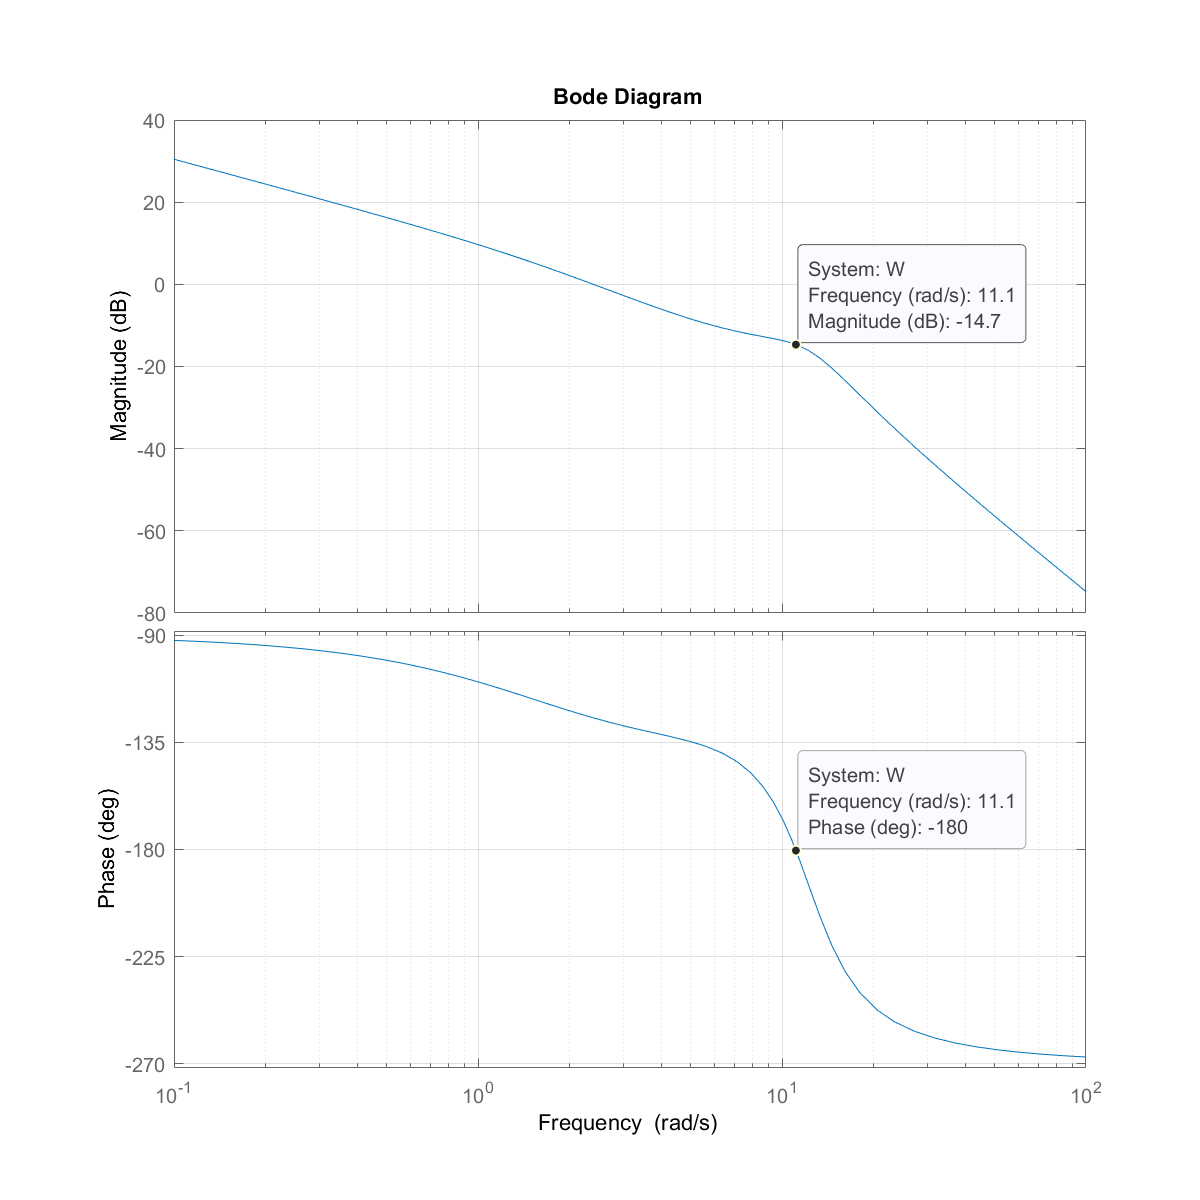 Bode Diagram
40
20
0
-20
-40
-60
-80
Magnitude (dB)
System: W
Frequency (rad/s): 11.1
Magnitude (dB): -14.7
-90
-135
-180
-225
-270
Phase (deg)
System: W
Frequency (rad/s): 11.1
Phase (deg): -180
10-1 100 101 102
Frequency (rad/s)